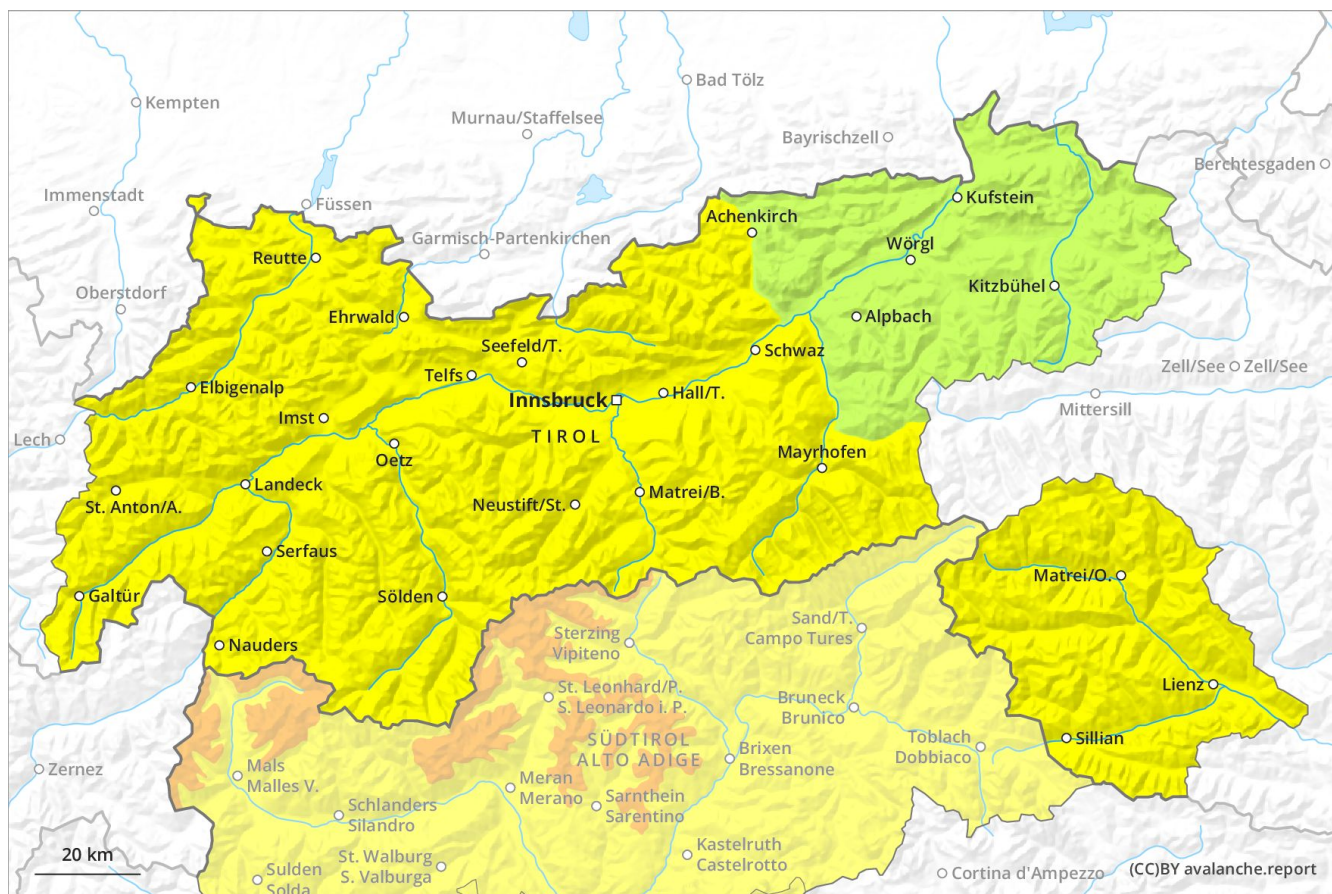 Kempten
Bad Tölz
Murnau/Staffelsee
Bayrischzell
Berchtesgaden
Immenstadt
Füssen
Kufstein
Achenkirch
Garmisch-Partenkirchen
Wörgl
Reutte
Kitzbühel
Oberstdorf
Ehrwald
Alpbach
Seefeld/T.
Schwaz
Telfs
Zell/See
Zell/See
Elbigenalp
Hall/T.
Innsbruck
Mittersill
Imst
TIROL
Lech
Oetz
Mayrhofen
Landeck
St. Anton/A.
Neustift/St.
Matrei/B.
Serfaus
Matrei/O.
Galtür
Sölden
Sand/T.
Campo Tures
Sterzing
Vipiteno
Nauders
Lienz
St. Leonhard/P.
S. Leonardo i. P.
Bruneck
Brunico
Toblach
Dobbiaco
Sillian
SÜDTIROL
ALTO ADIGE
Brixen
Bressanone
Zernez
Mals
Malles V.
Meran
Merano
Sarnthein
Sarentino
Schlanders
Silandro
20 km
St. Walburg
S. Valburga
Kastelruth
Castelrotto
Sulden
Solda
Cortina d'Ampezzo
(CC)BY avalanche.report